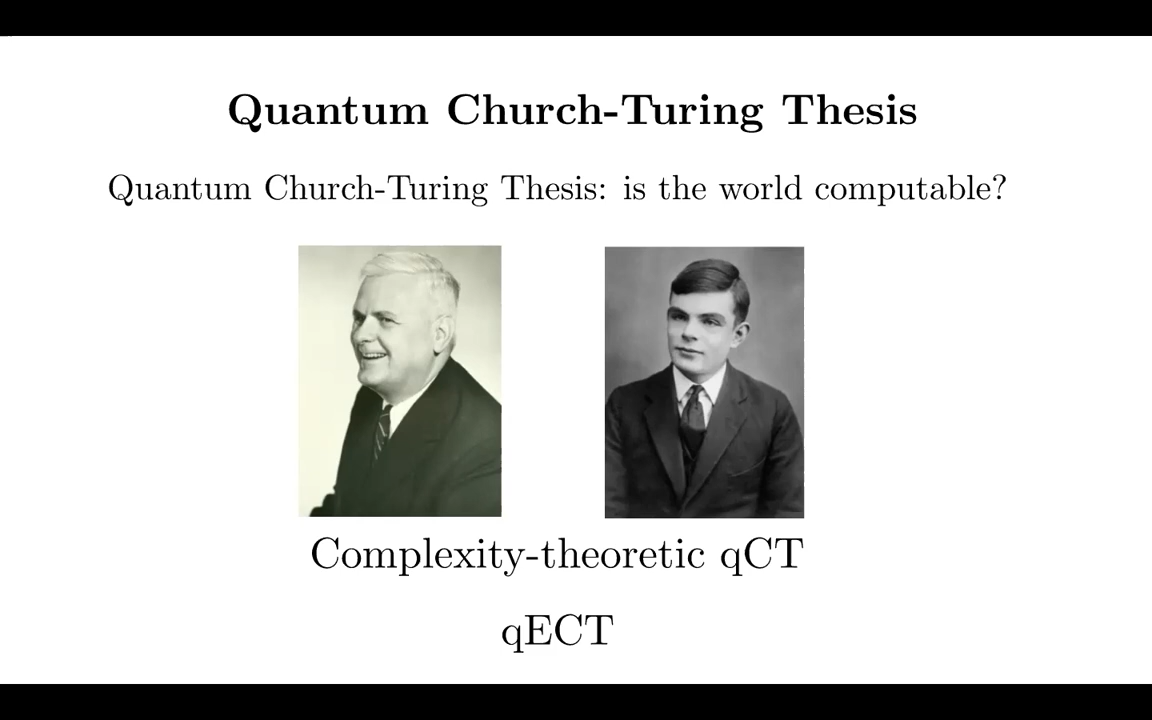 Quantum Church-Turing Thesis
Quantum Church-Turing Thesis: is the world computable?
Complexity-theoretic qCT
qECT